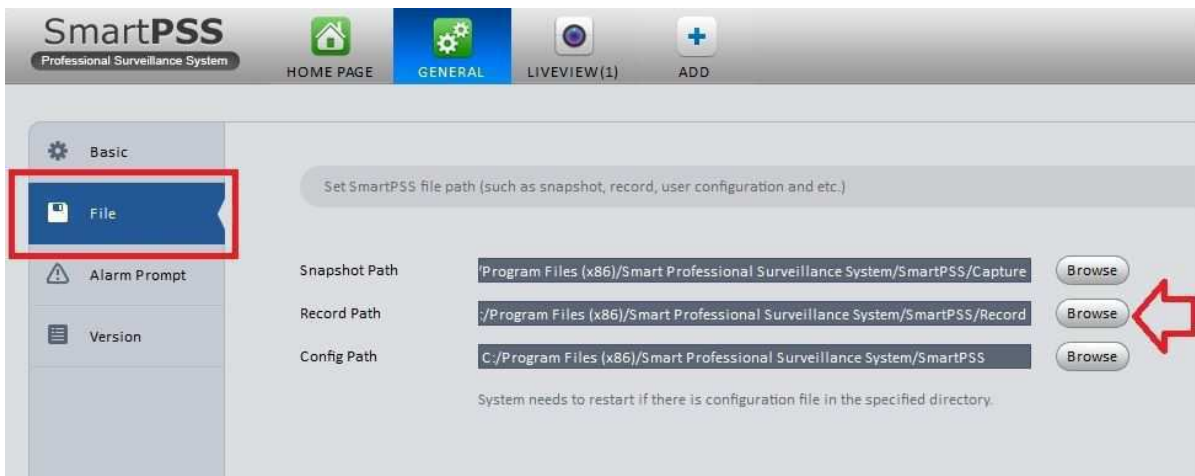 SmartPSS
Professional Surveillance System
HOME PAGE
GENERAL
LIVEVIEW(1)
ADD
Basic
File
Alarm Prompt
Version
Set SmartPSS file path (such as snapshot, record, user configuration and etc.)
Snapshot Path 'Program Files (x86)/Smart Professional Surveillance System/SmartPSS/Capture Browse
Record Path :/Program Files (x86)/Smart Professional Surveillance System/SmartPSS/Record Browse
Config Path C:/Program Files (x86)/Smart Professional Surveillance System/SmartPSS Browse
System needs to restart if there is configuration file in the specified directory.